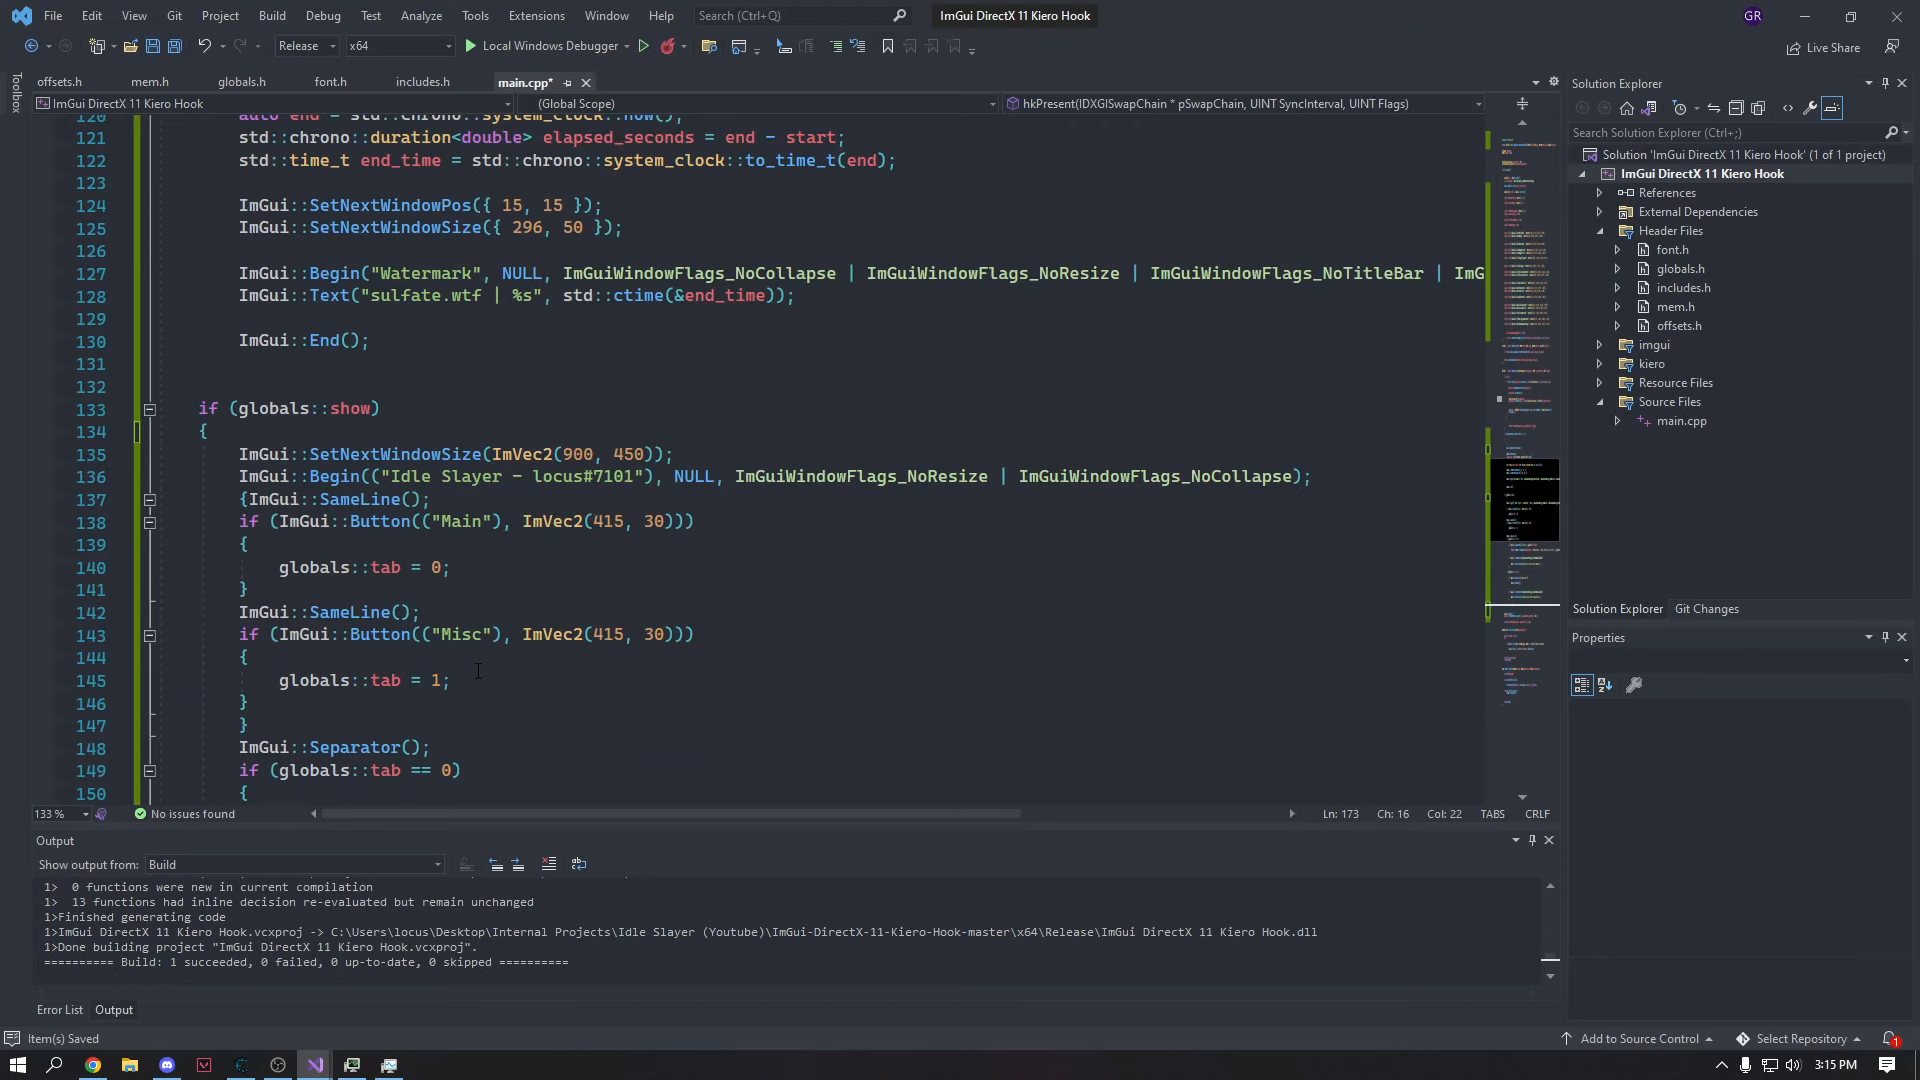 File Edit View Git Project Build Debug Test Analyze Tools Extensions Window Help Search (Ctrl+Q) ImGui DirectX 11 Kiero Hook GR
Release x64 Local Windows Debugger Live Share
Toolbox
offsets.h mem.h globals.h font.h includes.h main.cpp*
ImGui DirectX 11 Kiero Hook (Global Scope) hkPresent(IDXGISwapChain * pSwapChain, UINT SyncInterval, UINT Flags)
120 auto end = std::chrono::system_clock::now();
121 std::chrono::duration<double> elapsed_seconds = end - start;
122 std::time_t end_time = std::chrono::system_clock::to_time_t(end);
123
124 ImGui::SetNextWindowPos({ 15, 15 });
125 ImGui::SetNextWindowSize({ 296, 50 });
126
127 ImGui::Begin("Watermark", NULL, ImGuiWindowFlags_NoCollapse | ImGuiWindowFlags_NoResize | ImGuiWindowFlags_NoTitleBar | ImG
128 ImGui::Text("sulfate.wtf | %s", std::ctime(&end_time));
129
130 ImGui::End();
131
132
133 if (globals::show)
134 {
135 ImGui::SetNextWindowSize(ImVec2(900, 450));
136 ImGui::Begin(("Idle Slayer - locus#7101"), NULL, ImGuiWindowFlags_NoResize | ImGuiWindowFlags_NoCollapse);
137 {ImGui::SameLine();
138 if (ImGui::Button(("Main"), ImVec2(415, 30)))
139 {
140 globals::tab = 0;
141 }
142 ImGui::SameLine();
143 if (ImGui::Button(("Misc"), ImVec2(415, 30)))
144 {
145 globals::tab = 1;
146 }
147 }
148 ImGui::Separator();
149 if (globals::tab == 0)
150 {
133 % No issues found Ln: 173 Ch: 16 Col: 22 TABS CRLF
Output
Show output from: Build
1> 0 functions were new in current compilation
1> 13 functions had inline decision re-evaluated but remain unchanged
1>Finished generating code
1>ImGui DirectX 11 Kiero Hook.vcxproj -> C:\Users\locus\Desktop\Internal Projects\Idle Slayer (Youtube)\ImGui-DirectX-11-Kiero-Hook-master\x64\Release\ImGui DirectX 11 Kiero Hook.dll
1>Done building project "ImGui DirectX 11 Kiero Hook.vcxproj".
========== Build: 1 succeeded, 0 failed, 0 up-to-date, 0 skipped ==========
Error List Output
Solution Explorer
Search Solution Explorer (Ctrl+;)
Solution 'ImGui DirectX 11 Kiero Hook' (1 of 1 project)
ImGui DirectX 11 Kiero Hook
References
External Dependencies
Header Files
font.h
globals.h
includes.h
mem.h
offsets.h
imgui
kiero
Resource Files
Source Files
main.cpp
Solution Explorer Git Changes
Properties
Item(s) Saved Add to Source Control Select Repository 1
3:15 PM